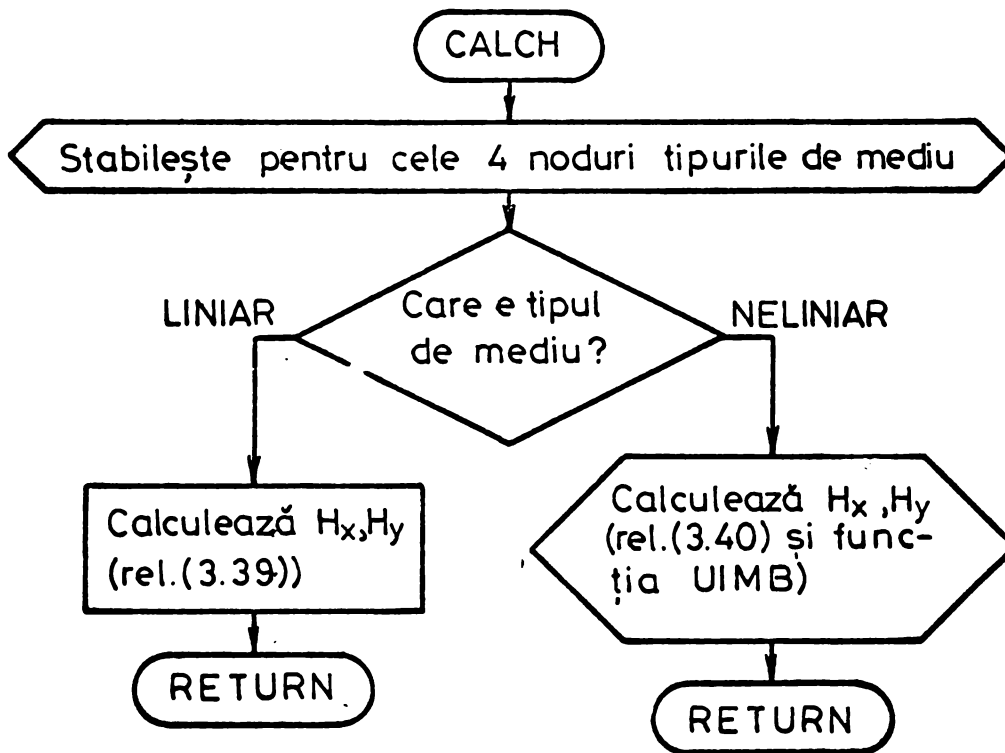 CALCH
Stabilește pentru cele 4 noduri tipurile de mediu
LINIAR
Care e tipul
de mediu?
NELINIAR
Calculează Hx,Hy
(rel.(3.39))
Calculează Hx,Hy
(rel.(3.40) și func-
ția UIMB)
RETURN
RETURN